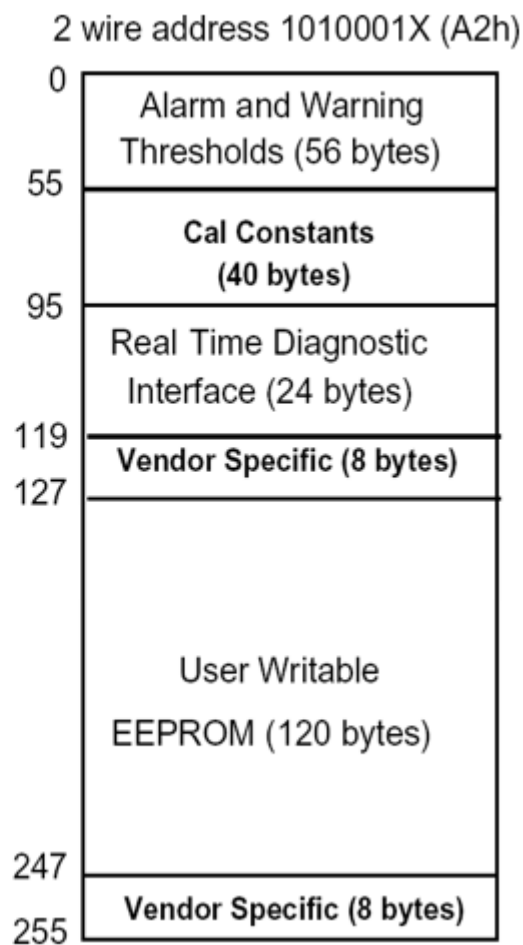 2 wire address 1010001X (A2h)
0
Alarm and Warning
Thresholds (56 bytes)
55
Cal Constants
(40 bytes)
95
Real Time Diagnostic
Interface (24 bytes)
119
Vendor Specific (8 bytes)
127
User Writable
EEPROM (120 bytes)
247
Vendor Specific (8 bytes)
255